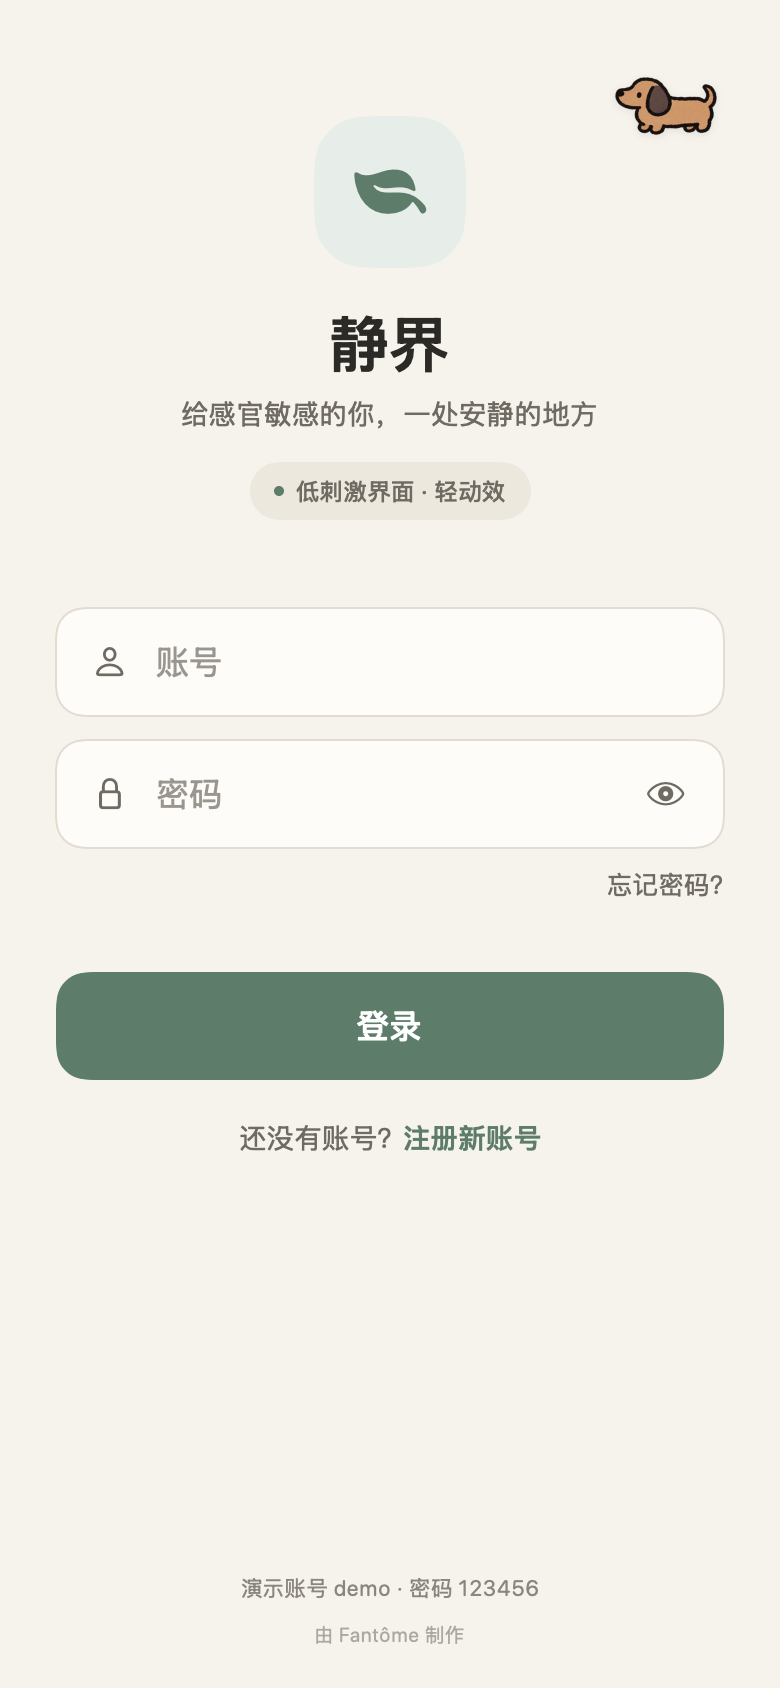 静界
给感官敏感的你，一处安静的地方
低刺激界面 · 轻动效
账号
密码
忘记密码?
登录
还没有账号? 注册新账号
演示账号 demo · 密码 123456
由 Fantôme 制作